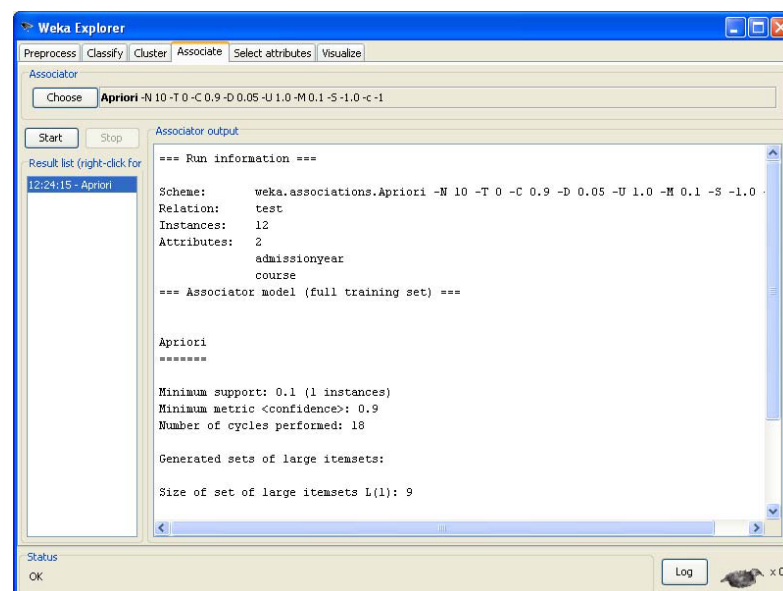 Weka Explorer
Preprocess Classify Cluster Associate Select attributes Visualize
Associator
Choose Apriori -N 10 -T 0 -C 0.9 -D 0.05 -U 1.0 -M 0.1 -S -1.0 -c -1
Start Stop
Result list (right-click for
12:24:15 - Apriori
Associator output
=== Run information ===
Scheme: weka.associations.Apriori -N 10 -T 0 -C 0.9 -D 0.05 -U 1.0 -M 0.1 -S -1.0 -
Relation: test
Instances: 12
Attributes: 2
admissionyear
course
=== Associator model (full training set) ===
Apriori
=======
Minimum support: 0.1 (1 instances)
Minimum metric <confidence>: 0.9
Number of cycles performed: 18
Generated sets of large itemsets:
Size of set of large itemsets L(1): 9
Status
OK
Log x 0